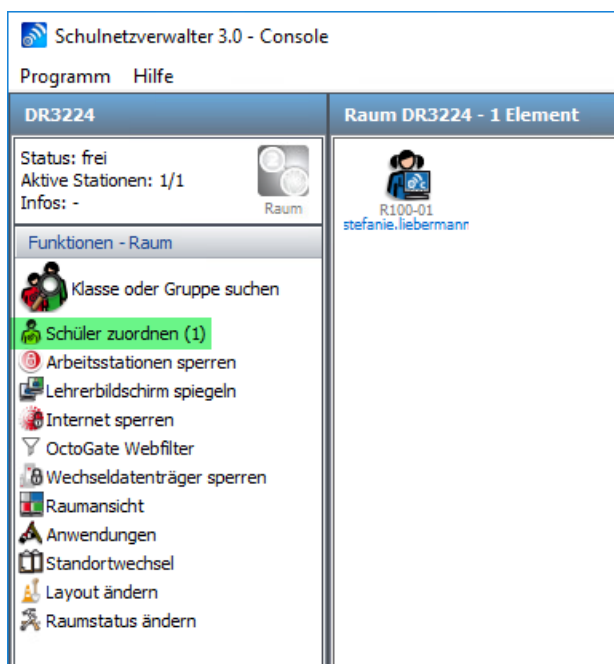 Schulnetzverwalter 3.0 - Console
Programm Hilfe
DR3224
Status: frei
Aktive Stationen: 1/1
Infos: -
Raum
Funktionen - Raum
Klasse oder Gruppe suchen
Schüler zuordnen (1)
Arbeitsstationen sperren
Lehrerbildschirm spiegeln
Internet sperren
OctoGate Webfilter
Wechseldatenträger sperren
Raumansicht
Anwendungen
Standortwechsel
Layout ändern
Raumstatus ändern
Raum DR3224 - 1 Element
R100-01
stefanie.liebermann